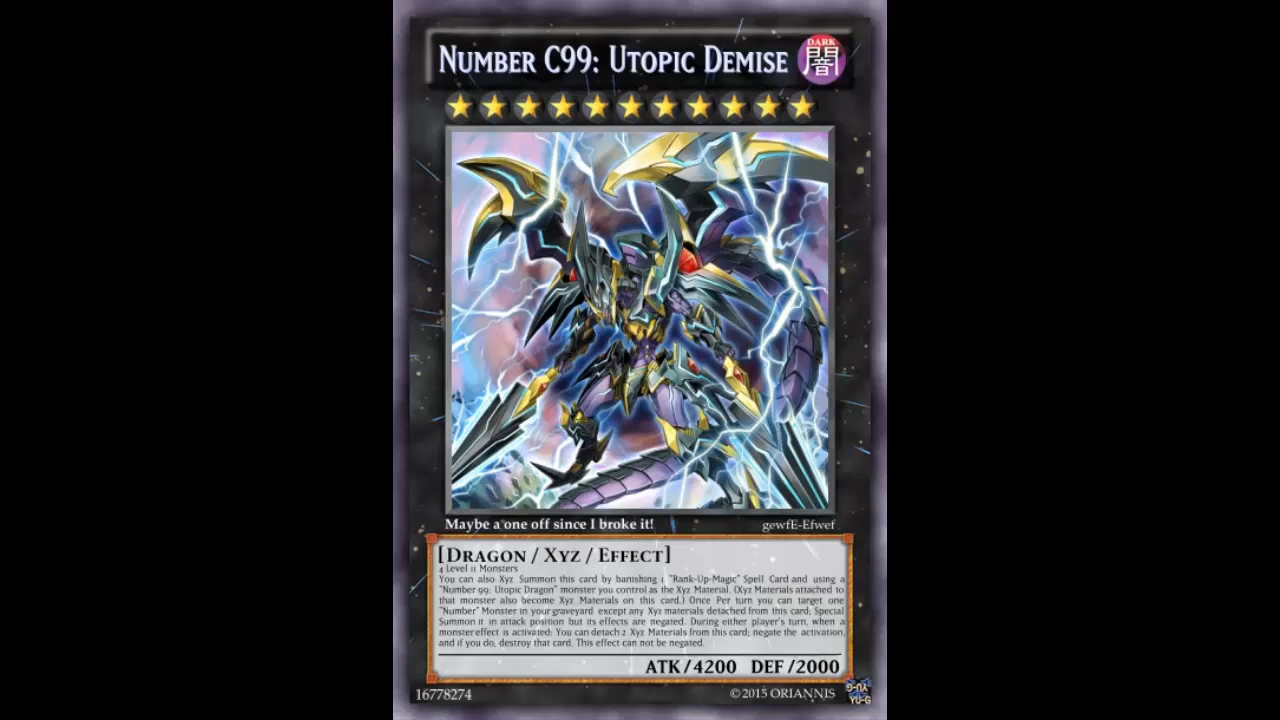 NUMBER C99: UTOPIC DEMISE
DARK
闇
Maybe a one off since I broke it!
gewfE-Efwef
[DRAGON / XYZ / EFFECT]
4 Level 11 Monsters
You can also Xyz Summon this card by banishing 1 "Rank-Up-Magic" Spell Card and using a
"Number 99: Utopic Dragon" monster you control as the Xyz Material. (Xyz Materials attached to
that monster also become Xyz Materials on this card.) Once Per turn you can target one
"Number" Monster in your graveyard except any Xyz materials detached from this card; Special
Summon it in attack position but its effects are negated. During either player's turn, when a
monster effect is activated: You can detach 2 Xyz Materials from this card; negate the activation,
and if you do, destroy that card. This effect can not be negated.
ATK/4200 DEF/2000
16778274
©2015 ORIANNIS
YU-G